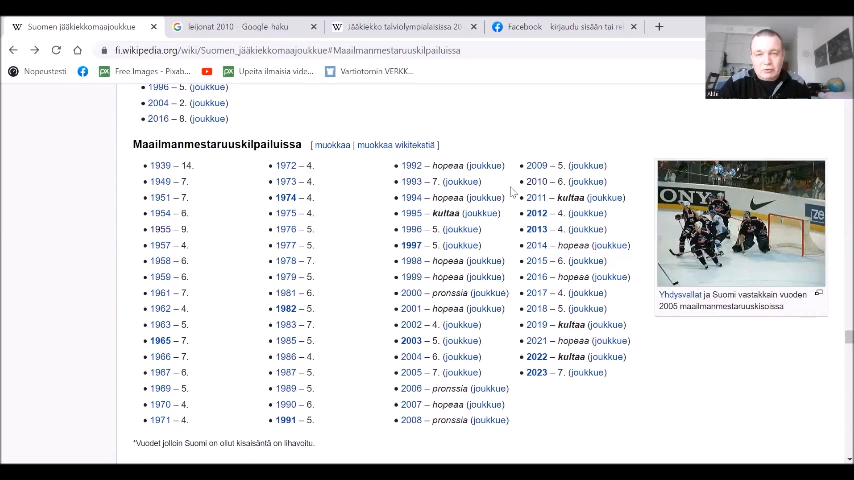 Suomen jääkiekkomaajoukkue
leijonat 2010 - Google-haku
Jääkiekko talviolympialaisissa 20
Facebook – kirjaudu sisään tai rek
fi.wikipedia.org/wiki/Suomen_jääkiekkomaajoukkue#Maailmanmestaruuskilpailuissa
Nopeustesti
Free Images - Pixab...
Upeita ilmaisia videо...
Vartiotornin VERKK...
Ahti
1996 – 5. (joukkue)
2004 – 2. (joukkue)
2016 – 8. (joukkue)
Maailmanmestaruuskilpailuissa [ muokkaa | muokkaa wikitekstiä ]
1939 – 14.
1949 – 7.
1951 – 7.
1954 – 6.
1955 – 9.
1957 – 4.
1958 – 6.
1959 – 6.
1961 – 7.
1962 – 4.
1963 – 5.
1965 – 7.
1966 – 7.
1967 – 6.
1969 – 5.
1970 – 4.
1971 – 4.
1972 – 4.
1973 – 4.
1974 – 4.
1975 – 4.
1976 – 5.
1977 – 5.
1978 – 7.
1979 – 5.
1981 – 6.
1982 – 5.
1983 – 7.
1985 – 5.
1986 – 4.
1987 – 5.
1989 – 5.
1990 – 6.
1991 – 5.
1992 – hopeaa (joukkue)
1993 – 7. (joukkue)
1994 – hopeaa (joukkue)
1995 – kultaa (joukkue)
1996 – 5. (joukkue)
1997 – 5. (joukkue)
1998 – hopeaa (joukkue)
1999 – hopeaa (joukkue)
2000 – pronssia (joukkue)
2001 – hopeaa (joukkue)
2002 – 4. (joukkue)
2003 – 5. (joukkue)
2004 – 6. (joukkue)
2005 – 7. (joukkue)
2006 – pronssia (joukkue)
2007 – hopeaa (joukkue)
2008 – pronssia (joukkue)
2009 – 5. (joukkue)
2010 – 6. (joukkue)
2011 – kultaa (joukkue)
2012 – 4. (joukkue)
2013 – 4. (joukkue)
2014 – hopeaa (joukkue)
2015 – 6. (joukkue)
2016 – hopeaa (joukkue)
2017 – 4. (joukkue)
2018 – 5. (joukkue)
2019 – kultaa (joukkue)
2021 – hopeaa (joukkue)
2022 – kultaa (joukkue)
2023 – 7. (joukkue)
SONY
Yhdysvallat ja Suomi vastakkain vuoden
2005 maailmanmestaruuskisoissa
*Vuodet jolloin Suomi on ollut kisaisäntä on lihavoitu.